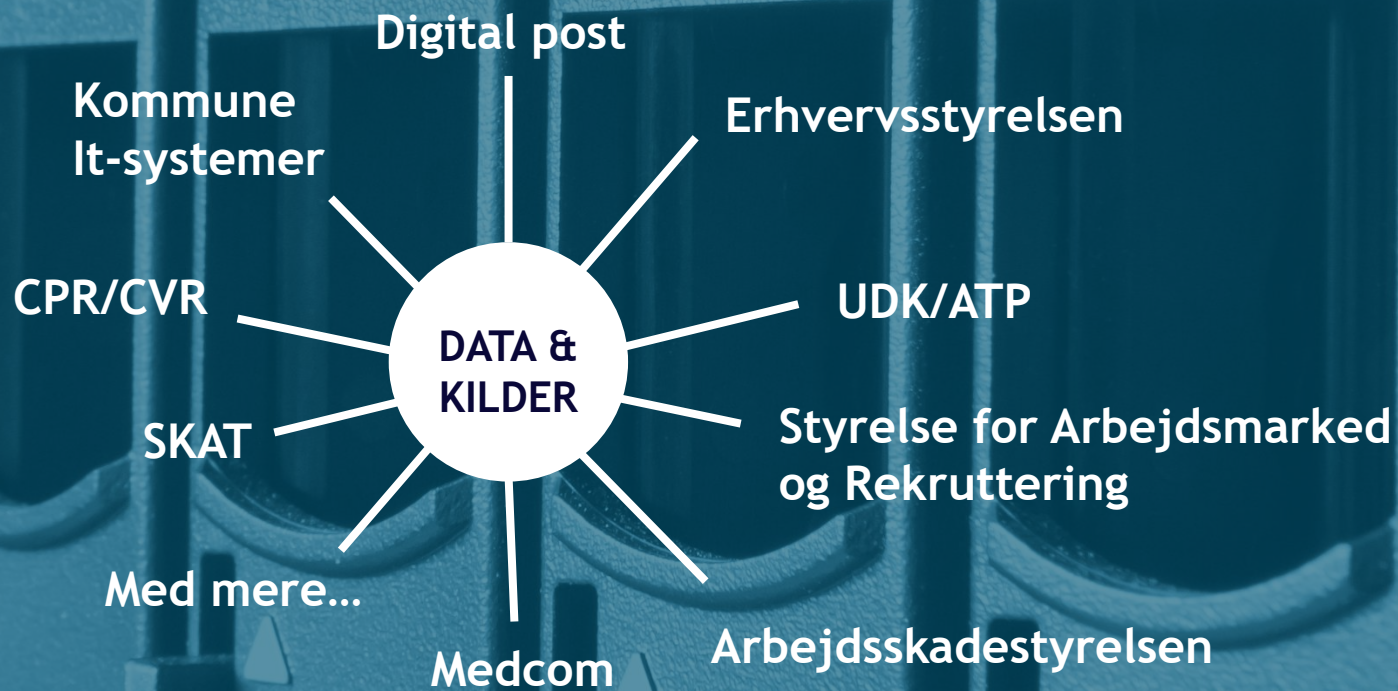 Digital post
Kommune
It-systemer
Erhvervsstyrelsen
CPR/CVR
UDK/ATP
DATA &
KILDER
SKAT
Styrelse for Arbejdsmarked
og Rekruttering
Med mere...
Medcom
Arbejdsskadestyrelsen